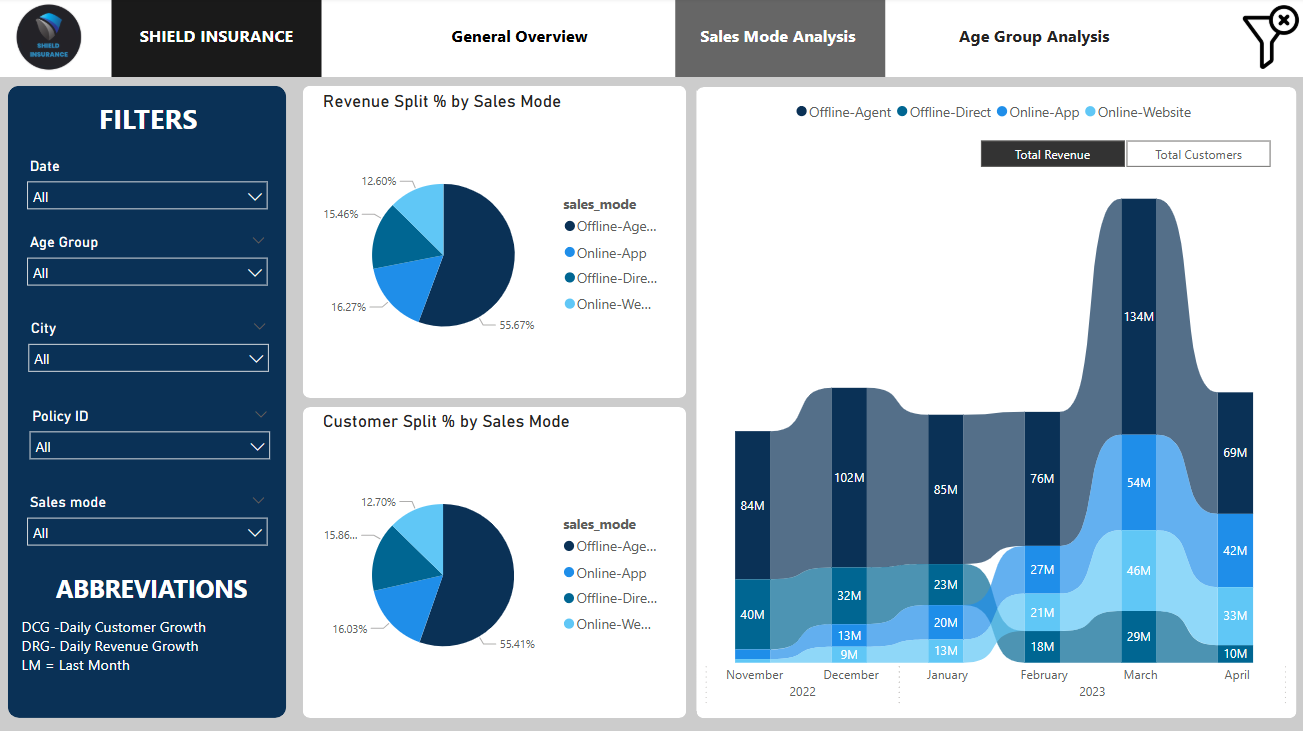 SHIELD
INSURANCE
SHIELD INSURANCE
General Overview
Sales Mode Analysis
Age Group Analysis
FILTERS
Date
All
Age Group
All
City
All
Policy ID
All
Sales mode
All
ABBREVIATIONS
DCG -Daily Customer Growth
DRG- Daily Revenue Growth
LM = Last Month
Revenue Split % by Sales Mode
12.60%
15.46%
16.27%
55.67%
sales_mode
Offline-Age...
Online-App
Offline-Dire...
Online-We...
Customer Split % by Sales Mode
12.70%
15.86...
16.03%
55.41%
sales_mode
Offline-Age...
Online-App
Offline-Dire...
Online-We...
Offline-Agent Offline-Direct Online-App Online-Website
Total Revenue
Total Customers
84M
40M
102M
32M
13M
9M
85M
23M
20M
13M
76M
27M
21M
18M
134M
54M
46M
29M
69M
42M
33M
10M
November December January February March April
2022 2023